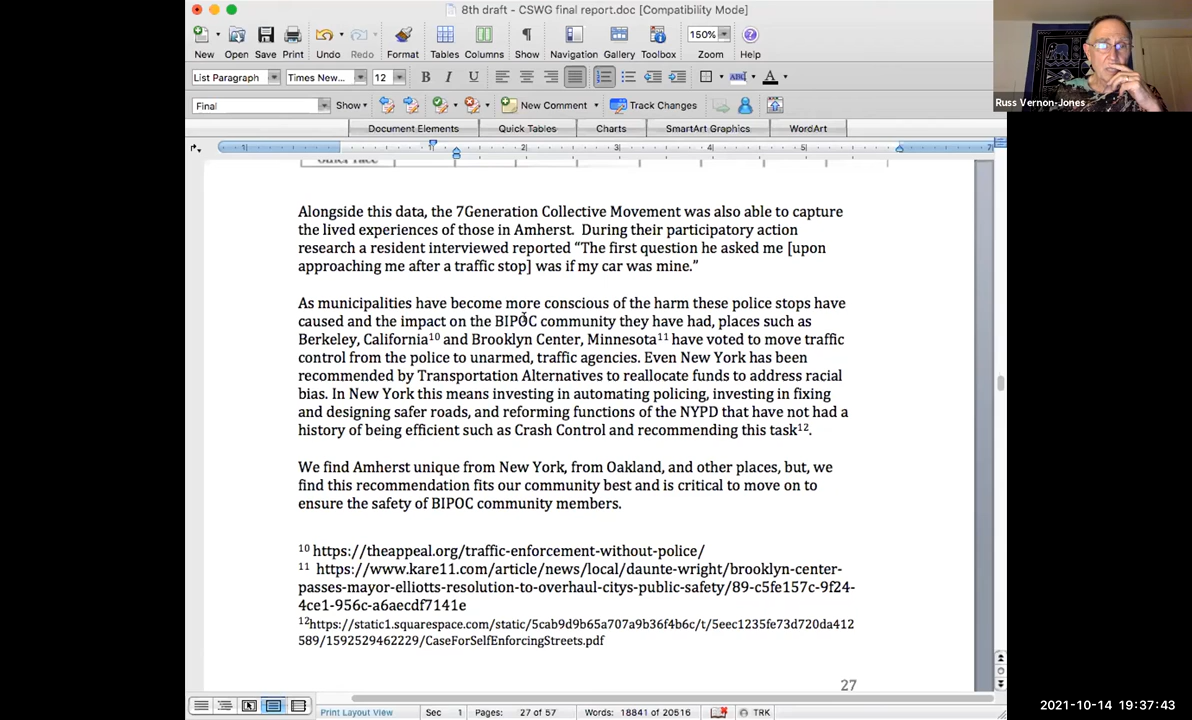 8th draft - CSWG final report.doc [Compatibility Mode]
New Open Save Print Undo Redo Format Tables Columns Show Navigation Gallery Toolbox Zoom Help
150%
List Paragraph Times New... 12 B I U
Final Show New Comment Track Changes
Document Elements Quick Tables Charts SmartArt Graphics WordArt
Russ Vernon-Jones
Other race
Alongside this data, the 7Generation Collective Movement was also able to capture
the lived experiences of those in Amherst.  During their participatory action
research a resident interviewed reported “The first question he asked me [upon
approaching me after a traffic stop] was if my car was mine.”
As municipalities have become more conscious of the harm these police stops have
caused and the impact on the BIPOC community they have had, places such as
Berkeley, California10 and Brooklyn Center, Minnesota11 have voted to move traffic
control from the police to unarmed, traffic agencies. Even New York has been
recommended by Transportation Alternatives to reallocate funds to address racial
bias. In New York this means investing in automating policing, investing in fixing
and designing safer roads, and reforming functions of the NYPD that have not had a
history of being efficient such as Crash Control and recommending this task12.
We find Amherst unique from New York, from Oakland, and other places, but, we
find this recommendation fits our community best and is critical to move on to
ensure the safety of BIPOC community members.
10 https://theappeal.org/traffic-enforcement-without-police/
11 https://www.kare11.com/article/news/local/daunte-wright/brooklyn-center-
passes-mayor-elliotts-resolution-to-overhaul-citys-public-safety/89-c5fe157c-9f24-
4ce1-956c-a6aecdf7141e
12https://static1.squarespace.com/static/5cab9d9b65a707a9b36f4b6c/t/5eec1235fe73d720da412
589/1592529462229/CaseForSelfEnforcingStreets.pdf
27
Print Layout View Sec 1 Pages: 27 of 57 Words: 18841 of 20516 TRK
2021-10-14 19:37:43